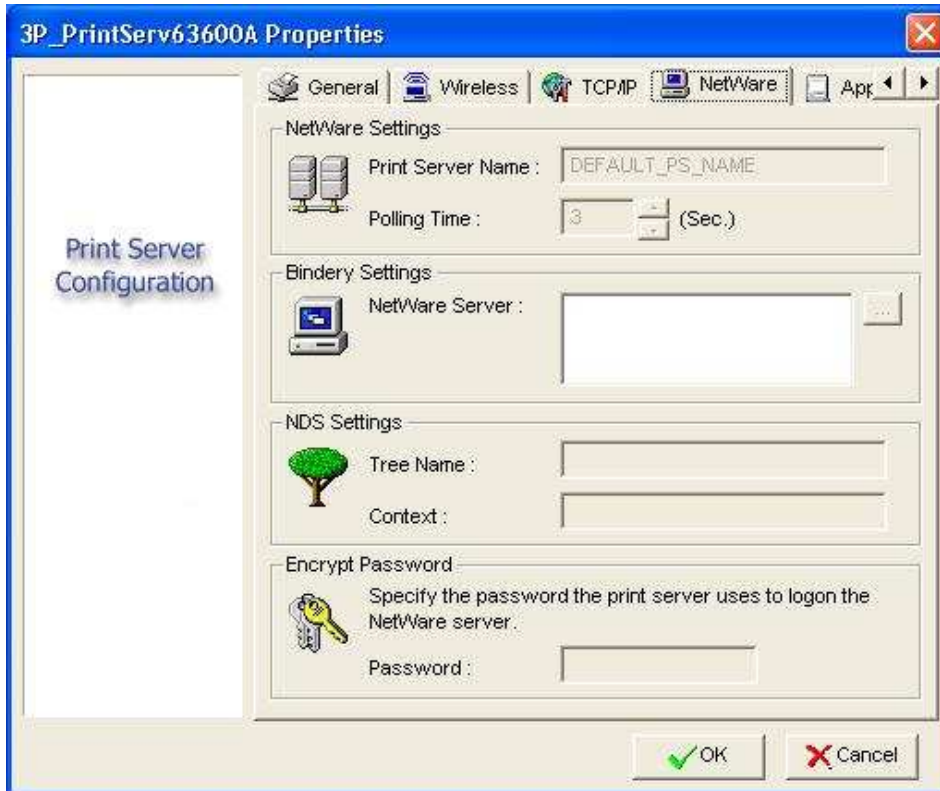 3P_PrintServ63600A Properties
General Wireless TCP/IP NetWare App
Print Server
Configuration
NetWare Settings
Print Server Name : DEFAULT_PS_NAME
Polling Time : 3 (Sec.)
Bindery Settings
NetWare Server : ...
NDS Settings
Tree Name :
Context :
Encrypt Password
Specify the password the print server uses to logon the
NetWare server.
Password :
OK Cancel